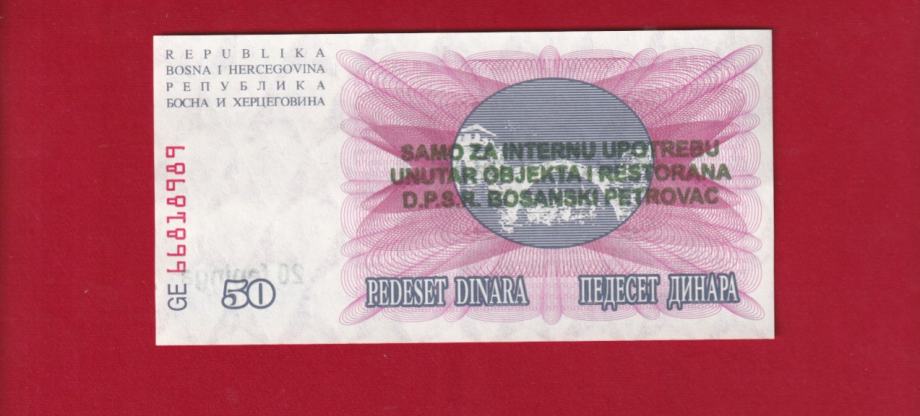 REPUBLIKA
BOSNA I HERCEGOVINA
РЕПУБЛИКА
БОСНА И ХЕРЦЕГОВИНА
SAMO ZA INTERNU UPOTREBU
UNUTAR OBJEKTA I RESTORANA
D.P.S.R. BOSANSKI PETROVAC
GE 66818989
50
PEDESET DINARA
ПЕДЕСЕТ ДИНАРА